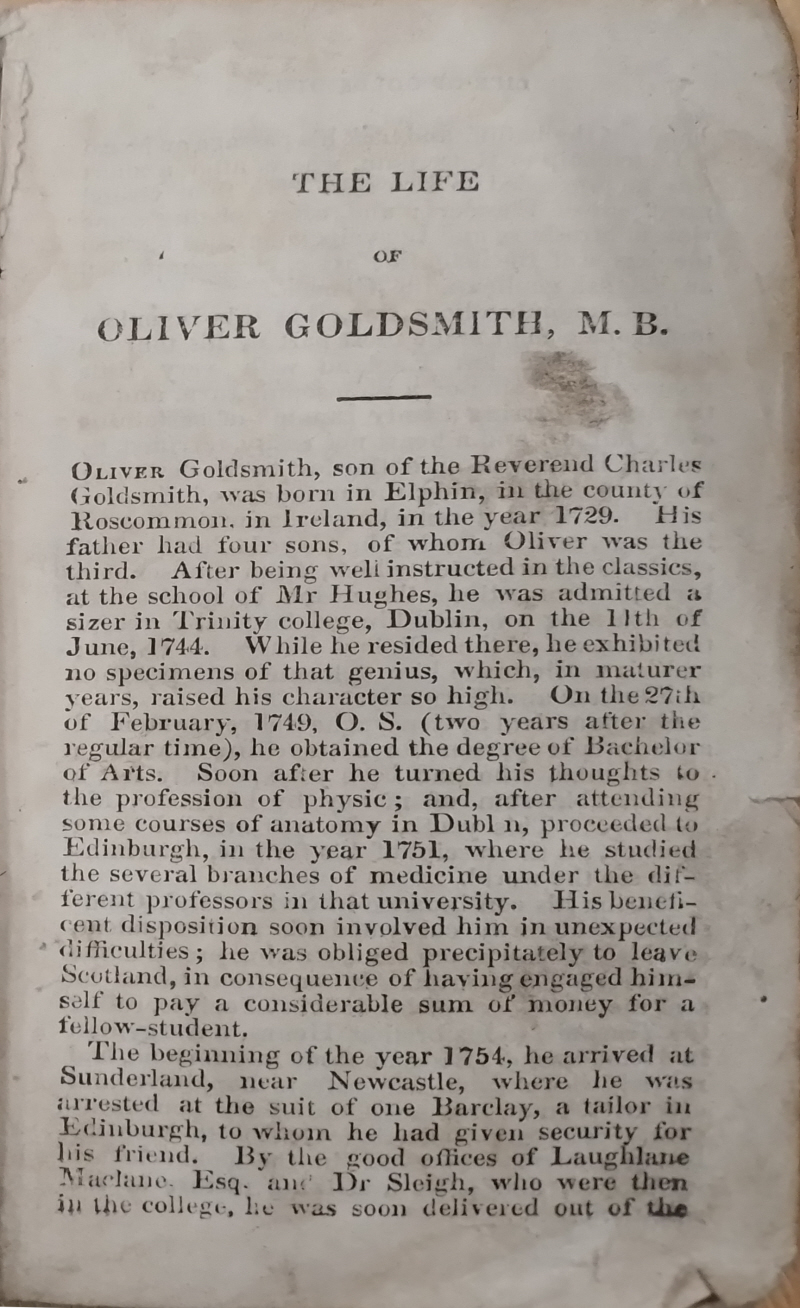 THE LIFE
OF
OLIVER GOLDSMITH, M. B.
OLIVER Goldsmith, son of the Reverend Charles
Goldsmith, was born in Elphin, in the county of
Roscommon, in Ireland, in the year 1729. His
father had four sons, of whom Oliver was the
third. After being well instructed in the classics,
at the school of Mr Hughes, he was admitted a
sizer in Trinity college, Dublin, on the 11th of
June, 1744. While he resided there, he exhibited
no specimens of that genius, which, in maturer
years, raised his character so high. On the 27th
of February, 1749, O. S. (two years after the
regular time), he obtained the degree of Bachelor
of Arts. Soon after he turned his thoughts to
the profession of physic; and, after attending
some courses of anatomy in Dubl n, proceeded to
Edinburgh, in the year 1751, where he studied
the several branches of medicine under the dif-
ferent professors in that university. His benefi-
cent disposition soon involved him in unexpected
difficulties; he was obliged precipitately to leave
Scotland, in consequence of having engaged him-
self to pay a considerable sum of money for a
fellow-student.
The beginning of the year 1754, he arrived at
Sunderland, near Newcastle, where he was
arrested at the suit of one Barclay, a tailor in
Edinburgh, to whom he had given security for
his friend. By the good offices of Laughlane
Maclane, Esq. and Dr Sleigh, who were then
in the college, he was soon delivered out of the